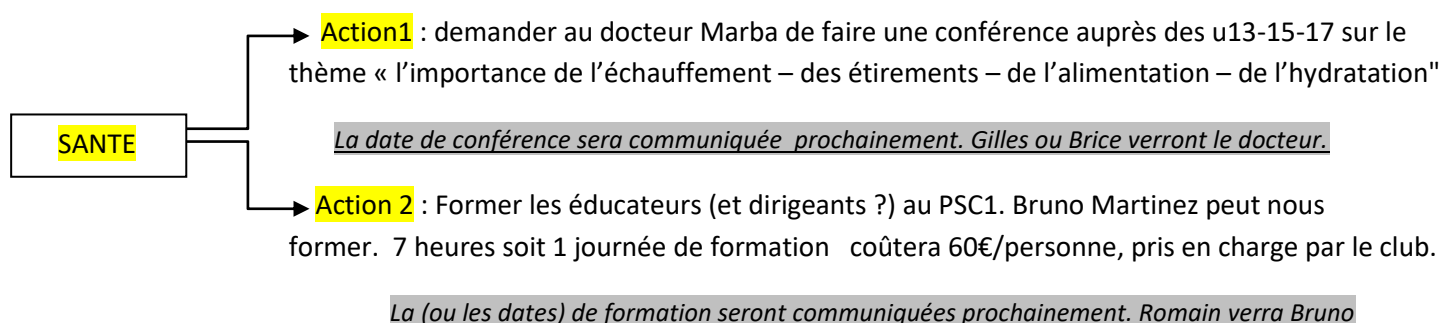 Action1 : demander au docteur Marba de faire une conférence auprès des u13-15-17 sur le
thème « l’importance de l’échauffement – des étirements – de l’alimentation – de l’hydratation"
SANTE
La date de conférence sera communiquée prochainement. Gilles ou Brice verront le docteur.
Action 2 : Former les éducateurs (et dirigeants ?) au PSC1. Bruno Martinez peut nous
former. 7 heures soit 1 journée de formation coûtera 60€/personne, pris en charge par le club.
La (ou les dates) de formation seront communiquées prochainement. Romain verra Bruno